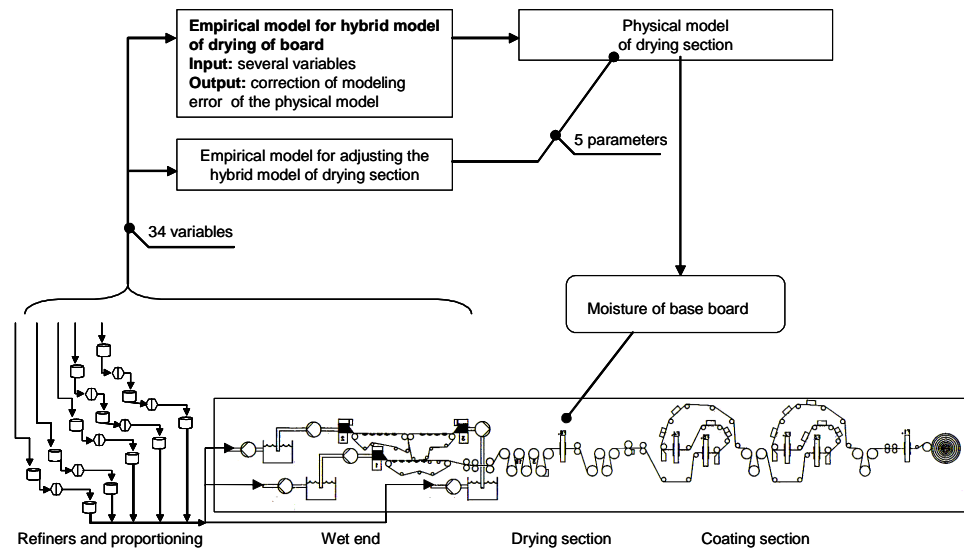 Empirical model for hybrid model
of drying of board
Input: several variables
Output: correction of modeling
error of the physical model
Physical model
of drying section
Empirical model for adjusting the
hybrid model of drying section
5 parameters
34 variables
Moisture of base board
Refiners and proportioning
Wet end
Drying section
Coating section